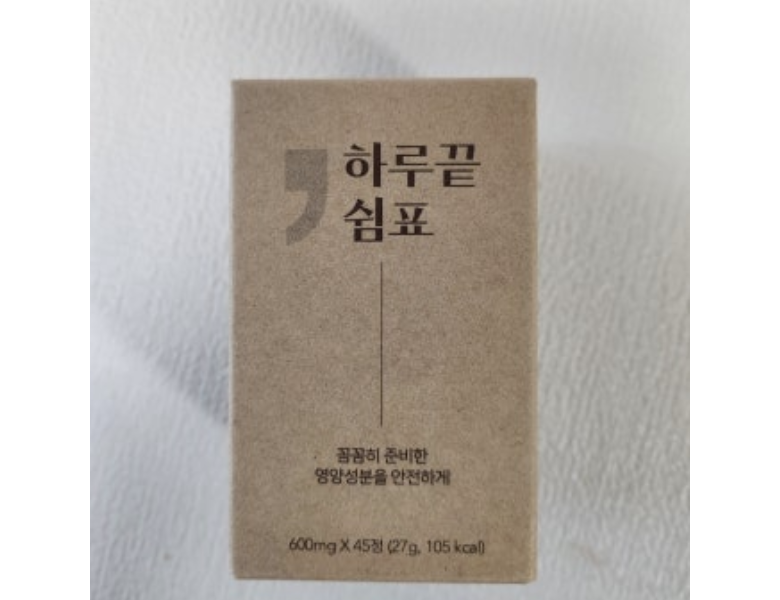 하루끝
쉼표
꼼꼼히 준비한
영양성분을 안전하게
600mg X 45정 (27g, 105 kcal)